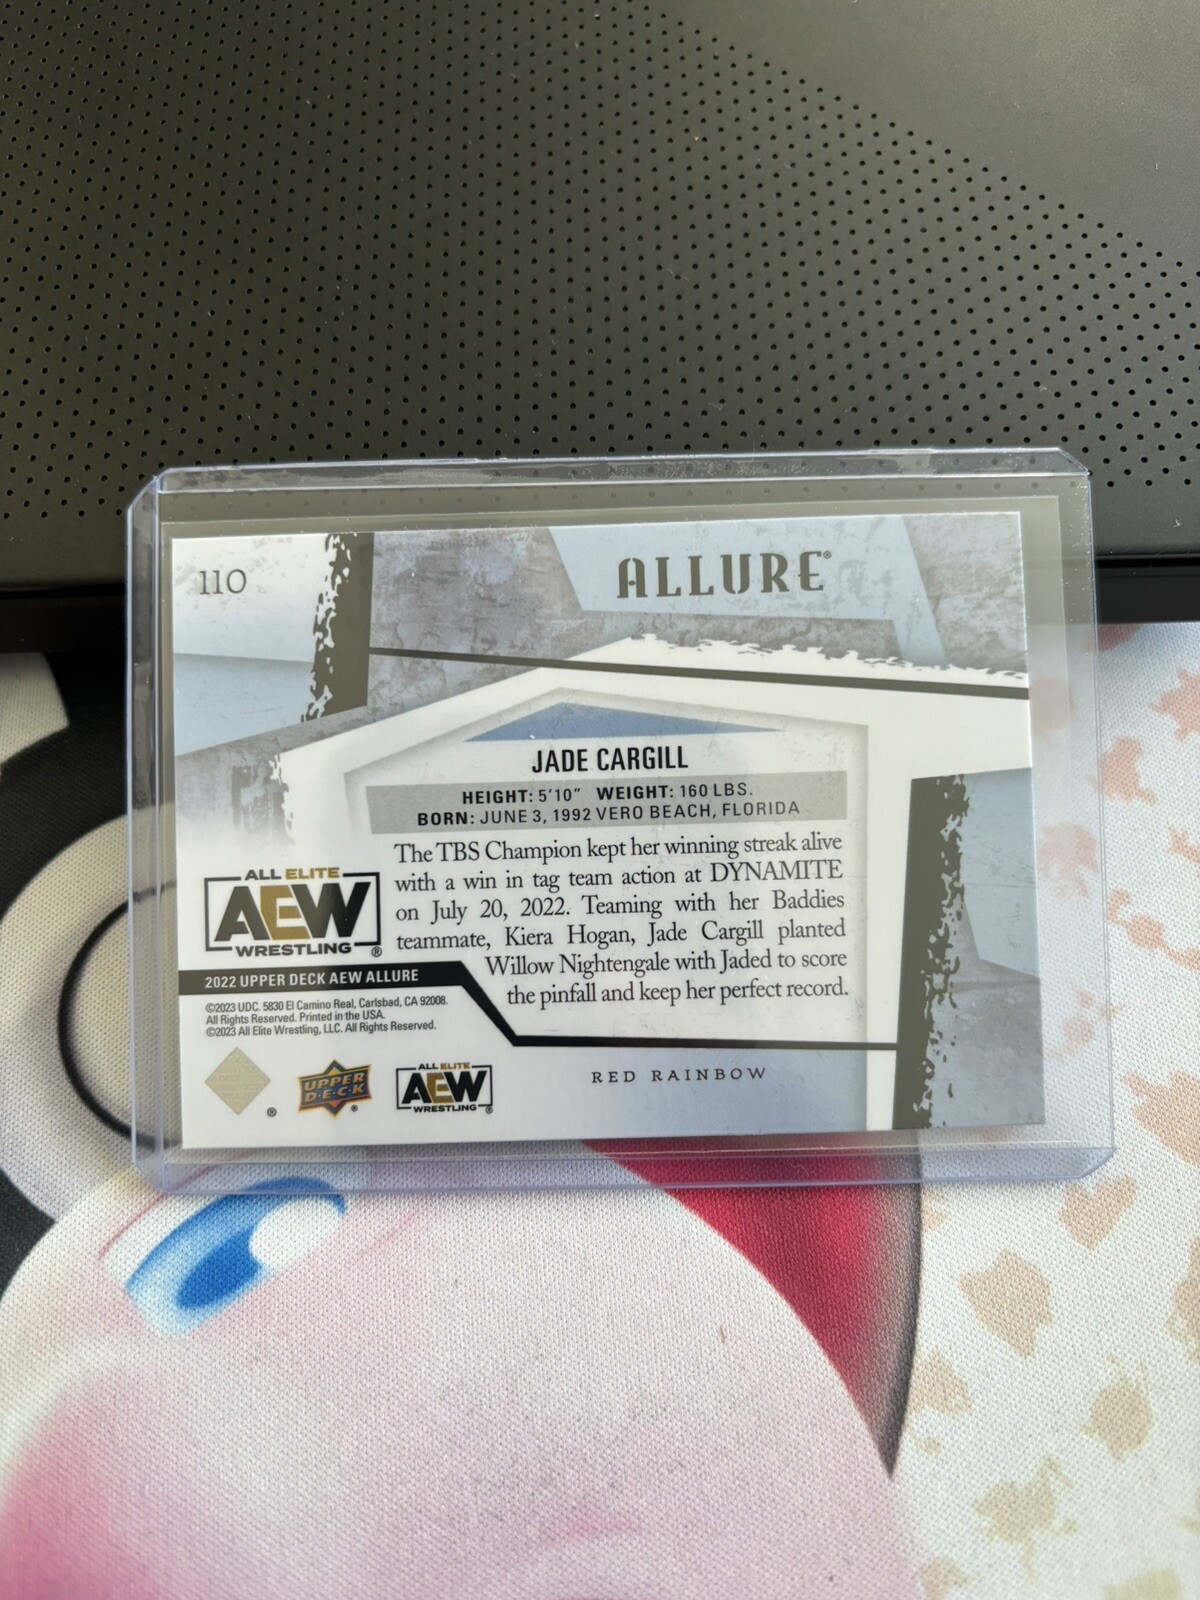 110
ALLURE®
JADE CARGILL
HEIGHT: 5'10" WEIGHT: 160 LBS.
BORN: JUNE 3, 1992 VERO BEACH, FLORIDA
The TBS Champion kept her winning streak alive
with a win in tag team action at DYNAMITE
on July 20, 2022. Teaming with her Baddies
teammate, Kiera Hogan, Jade Cargill planted
Willow Nightengale with Jaded to score
the pinfall and keep her perfect record.
ALL ELITE
AEW
WRESTLING®
2022 UPPER DECK AEW ALLURE
©2023 UDC. 5830 El Camino Real, Carlsbad, CA 92008.
All Rights Reserved. Printed in the USA.
©2023 All Elite Wrestling, LLC. All Rights Reserved.
®
UPPER
D·E·C·K
®
ALL ELITE
AEW
WRESTLING®
RED RAINBOW